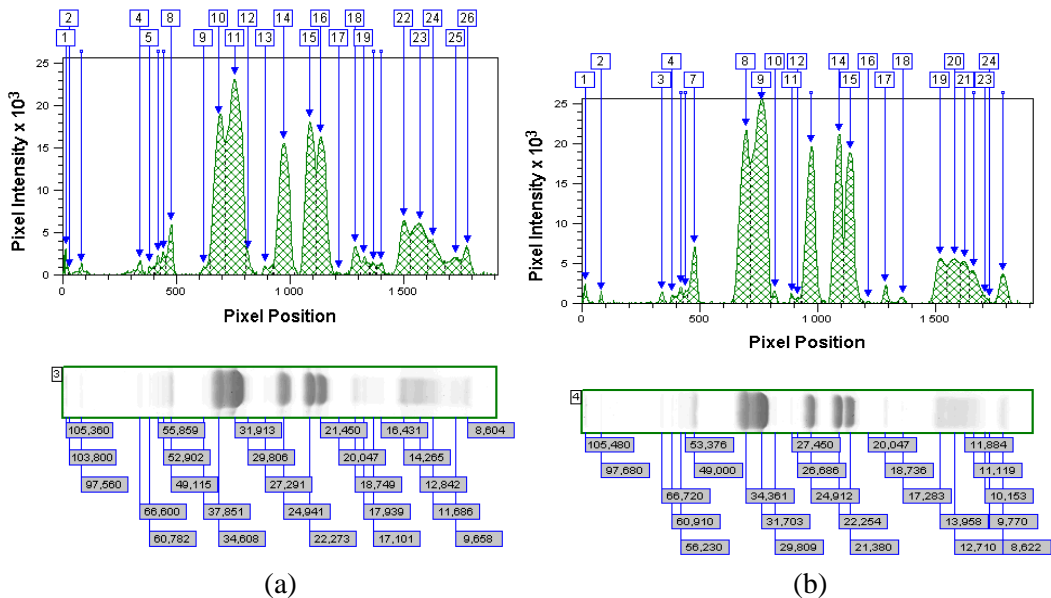 2 4 8 10 12 14 16 18 22 24 26
1 5 9 11 13 15 17 19 23 25
25
20
15
10
5
0
Pixel Intensity x 10³
0 500 1 000 1 500
Pixel Position
3
105,360 55,859 31,913 21,450 16,431 8,604
103,800 52,902 29,806 20,047 14,265
97,560 49,115 27,291 18,749 12,842
66,600 37,851 24,941 17,939 11,686
60,782 34,608 22,273 17,101 9,658
(a)
4 10 12 16 20 24
1 2 3 7 8 9 11 14 15 17 18 19 21 23
25
20
15
10
5
0
Pixel Intensity x 10³
0 500 1 000 1 500
Pixel Position
4
105,480 53,376 27,450 20,047 11,884
97,680 49,000 26,686 18,736 11,119
66,720 34,361 24,912 17,283 10,153
60,910 31,703 22,254 13,958 9,770
56,230 29,809 21,380 12,710 8,622
(b)